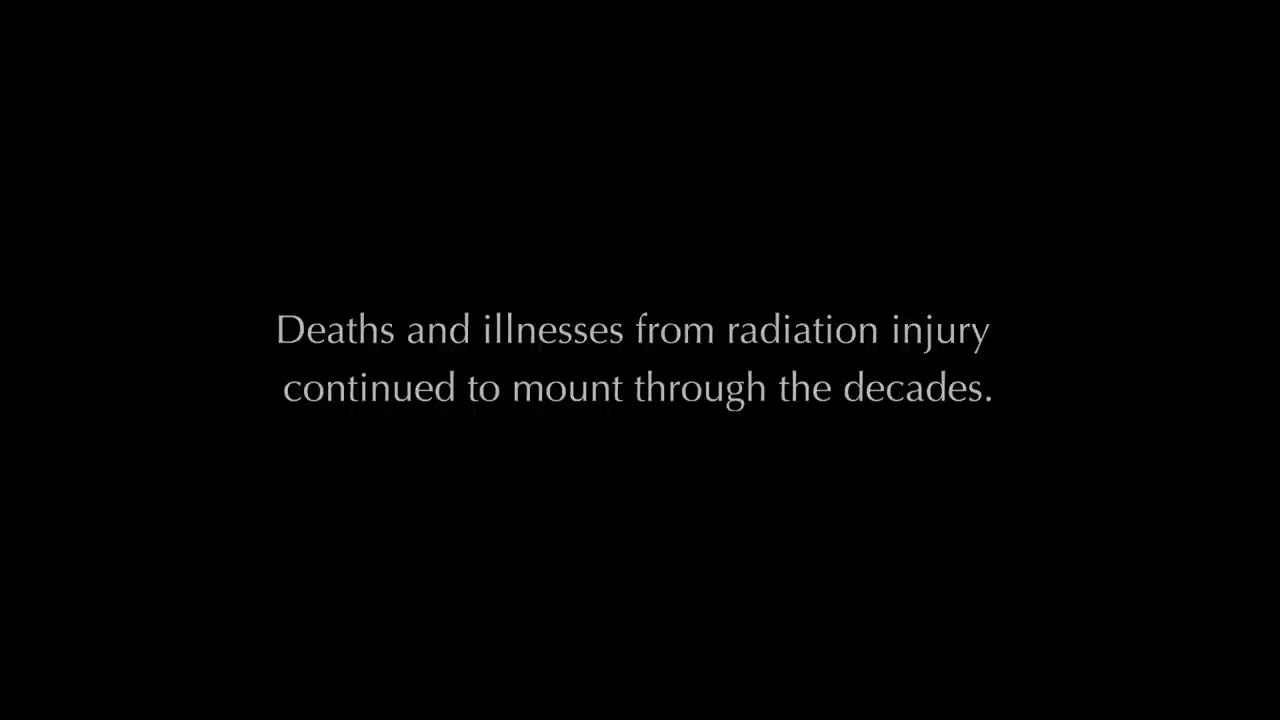 Deaths and illnesses from radiation injury
continued to mount through the decades.